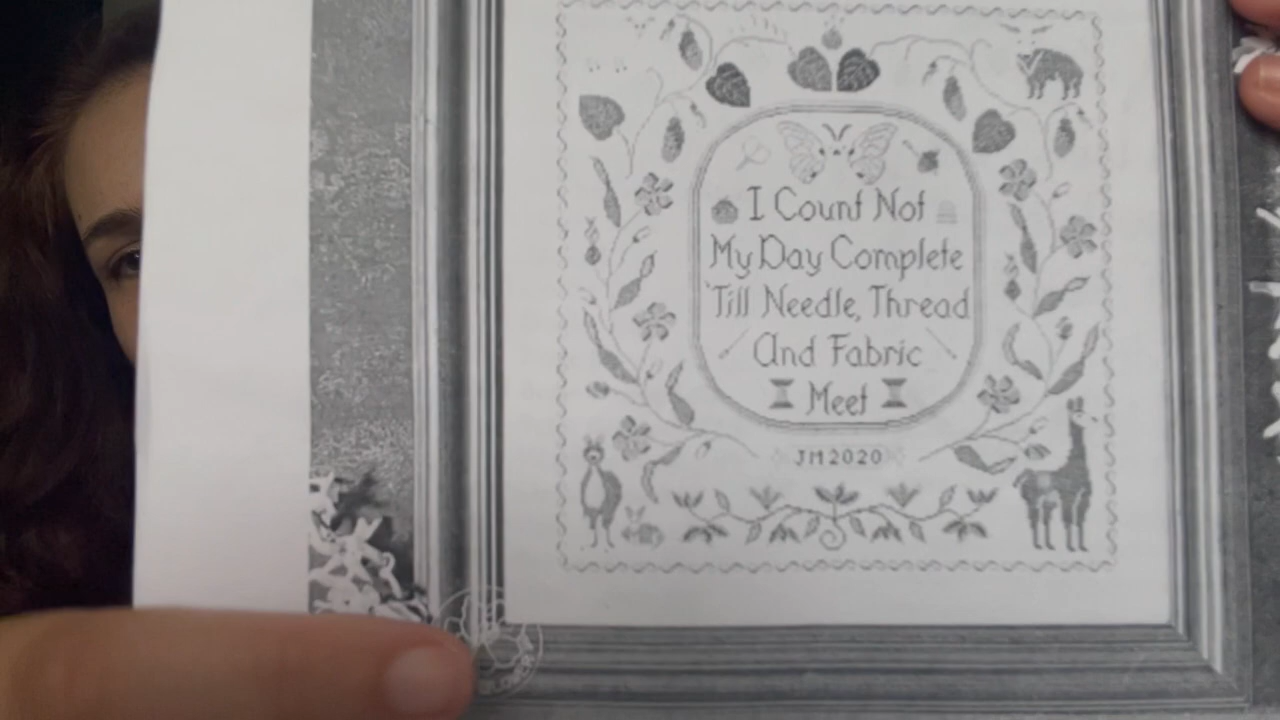 I Count Not
My Day Complete
'Till Needle, Thread
And Fabric
Meet
JM2020